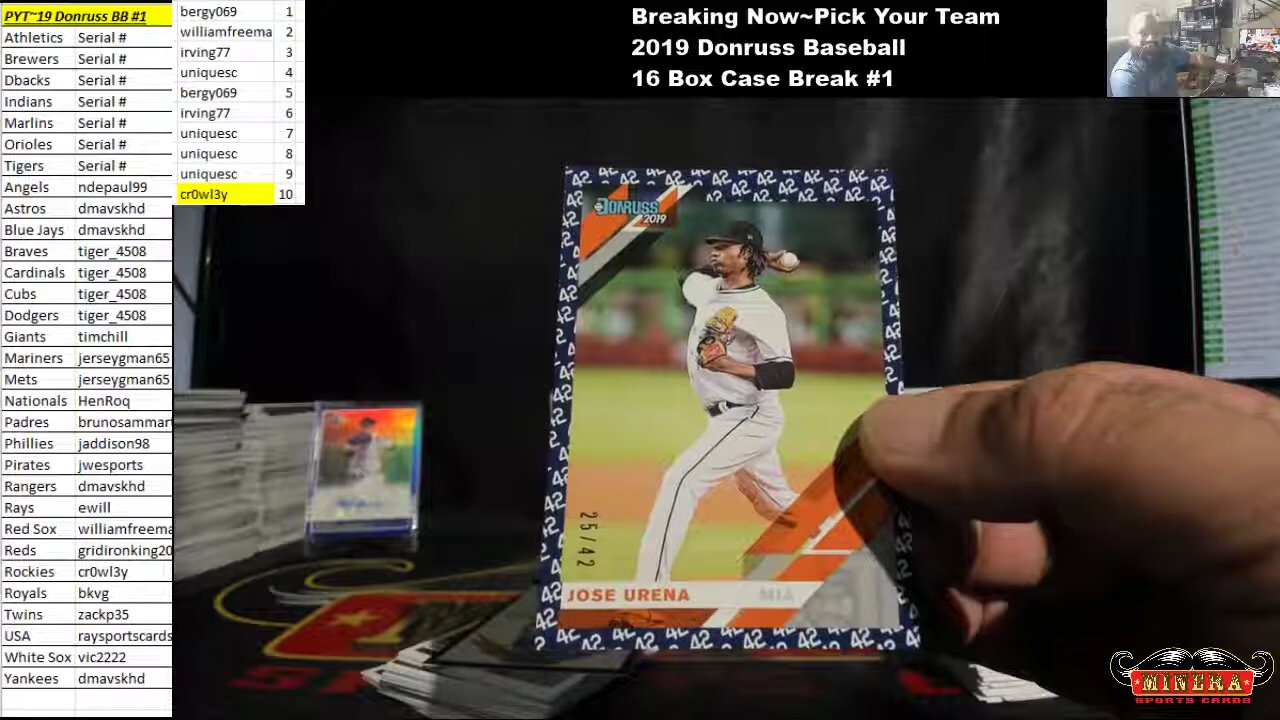 PYT~19 Donruss BB #1
Athletics Serial #
Brewers Serial #
Dbacks Serial #
Indians Serial #
Marlins Serial #
Orioles Serial #
Tigers Serial #
Angels ndepaul99
Astros dmavskhd
Blue Jays dmavskhd
Braves tiger_4508
Cardinals tiger_4508
Cubs tiger_4508
Dodgers tiger_4508
Giants timchill
Mariners jerseygman65
Mets jerseygman65
Nationals HenRoq
Padres brunosammar
Phillies jaddison98
Pirates jwesports
Rangers dmavskhd
Rays ewill
Red Sox williamfreema
Reds gridironking20
Rockies cr0wl3y
Royals bkvg
Twins zackp35
USA raysportscards
White Sox vic2222
Yankees dmavskhd
bergy069 1
williamfreema 2
irving77 3
uniquesc 4
bergy069 5
irving77 6
uniquesc 7
uniquesc 8
uniquesc 9
cr0wl3y 10
Breaking Now~Pick Your Team
2019 Donruss Baseball
16 Box Case Break #1
DONRUSS
2019
25/42
JOSE URENA MIA
MINERA
SPORTS CARDS